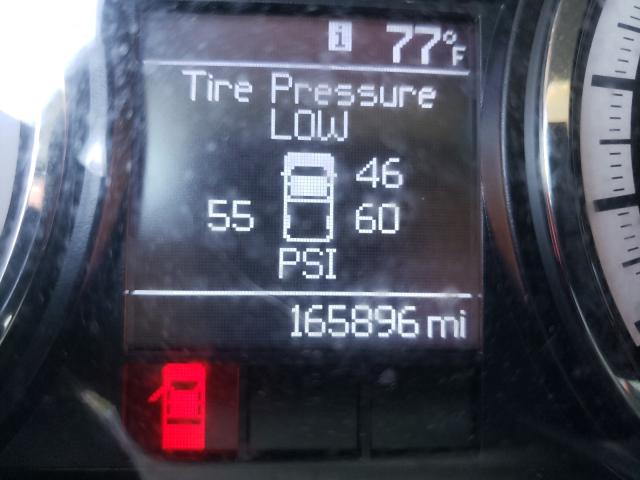 i 77°F
Tire Pressure
LOW
46
55 60
PSI
165896 mi